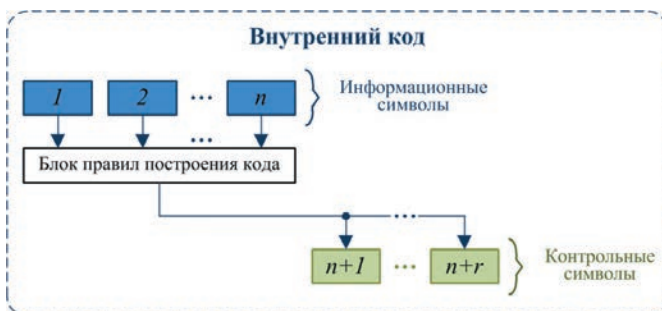 Внутренний код
1 2 ... n
Информационные
символы
...
Блок правил построения кода
...
n+1 ... n+r
Контрольные
символы